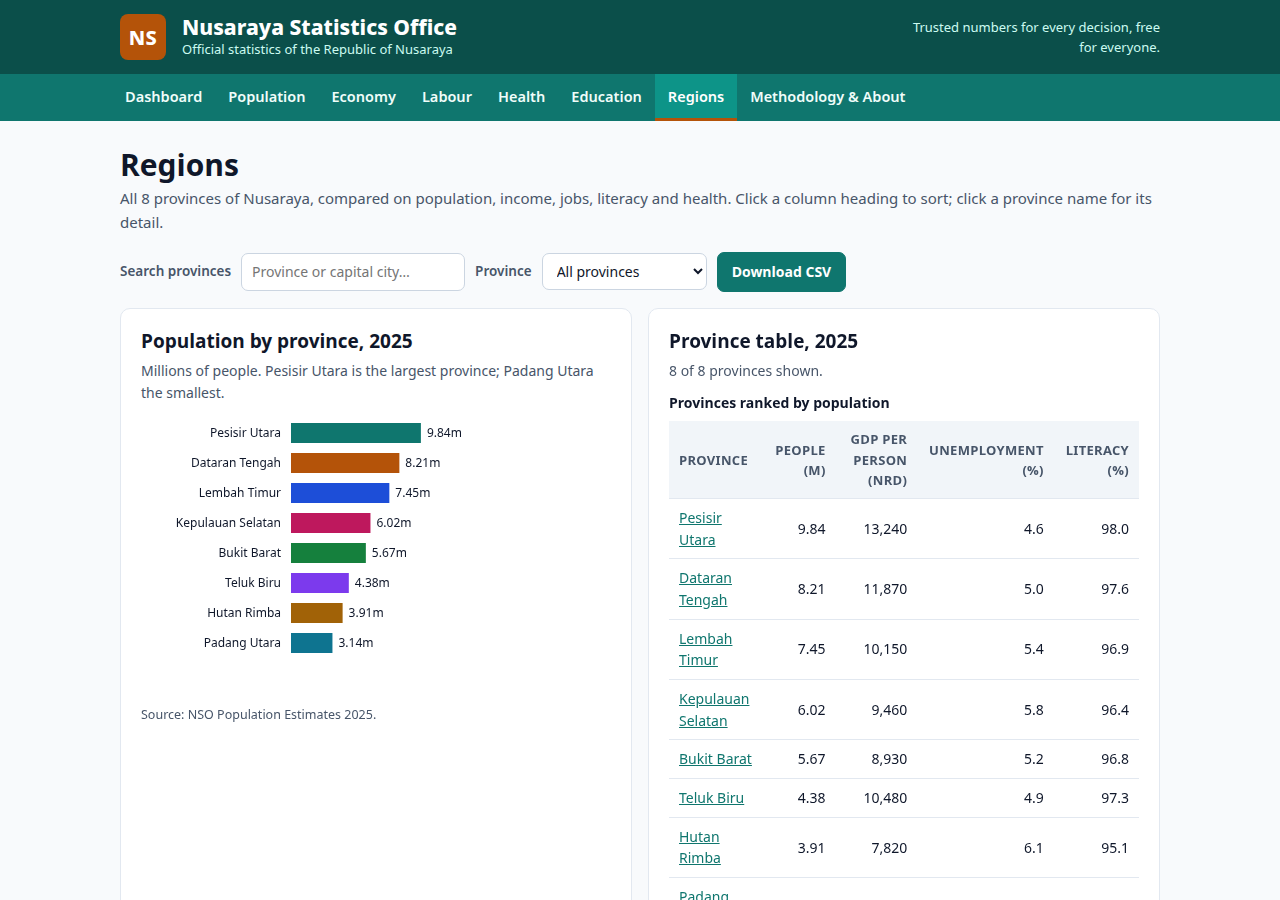 NS
Nusaraya Statistics Office
Official statistics of the Republic of Nusaraya
Trusted numbers for every decision, free
for everyone.
Dashboard Population Economy Labour Health Education Regions Methodology & About
Regions
All 8 provinces of Nusaraya, compared on population, income, jobs, literacy and health. Click a column heading to sort; click a province name for its
detail.
Search provinces Province or capital city... Province All provinces Download CSV
Population by province, 2025
Millions of people. Pesisir Utara is the largest province; Padang Utara
the smallest.
Pesisir Utara 9.84m
Dataran Tengah 8.21m
Lembah Timur 7.45m
Kepulauan Selatan 6.02m
Bukit Barat 5.67m
Teluk Biru 4.38m
Hutan Rimba 3.91m
Padang Utara 3.14m
Source: NSO Population Estimates 2025.
Province table, 2025
8 of 8 provinces shown.
Provinces ranked by population
PROVINCE PEOPLE (M) GDP PER PERSON (NRD) UNEMPLOYMENT (%) LITERACY (%)
Pesisir Utara 9.84 13,240 4.6 98.0
Dataran Tengah 8.21 11,870 5.0 97.6
Lembah Timur 7.45 10,150 5.4 96.9
Kepulauan Selatan 6.02 9,460 5.8 96.4
Bukit Barat 5.67 8,930 5.2 96.8
Teluk Biru 4.38 10,480 4.9 97.3
Hutan Rimba 3.91 7,820 6.1 95.1
Padang